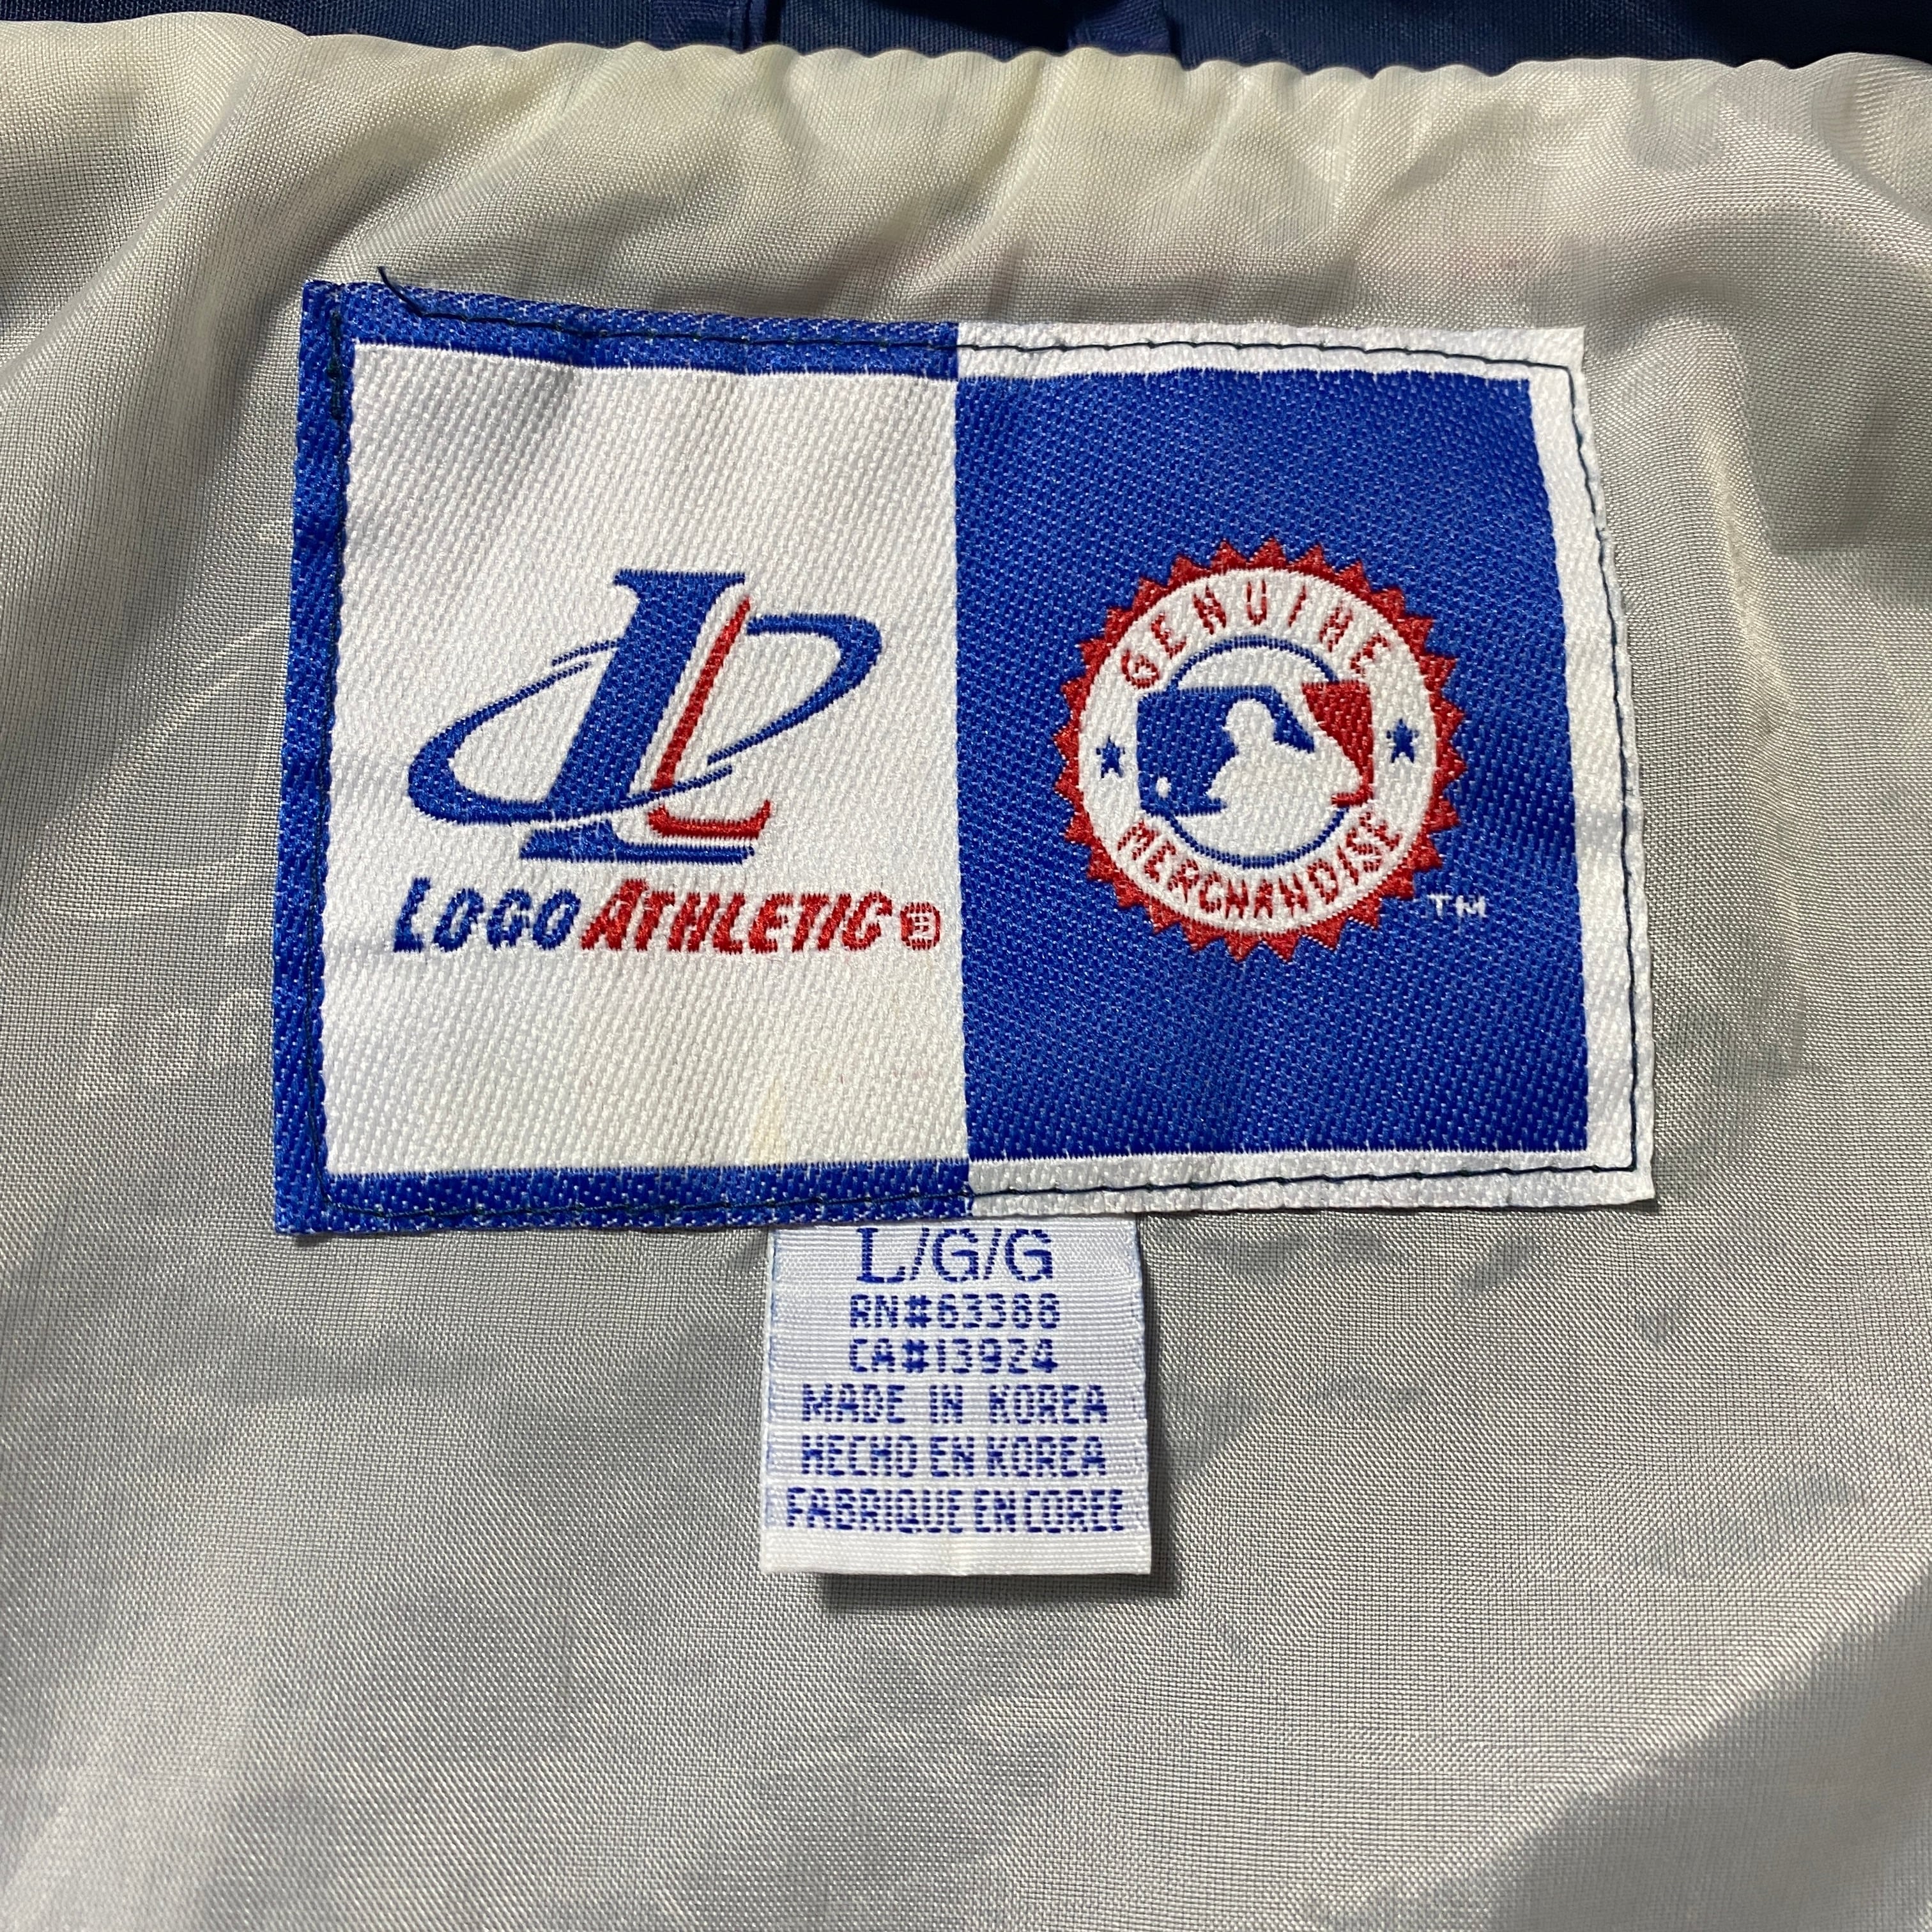 LOGO ATHLETIC®
GENUINE
MERCHANDISE
TM
L/G/G
RN#63388
CA#13924
MADE IN KOREA
HECHO EN KOREA
FABRIQUE EN COREE